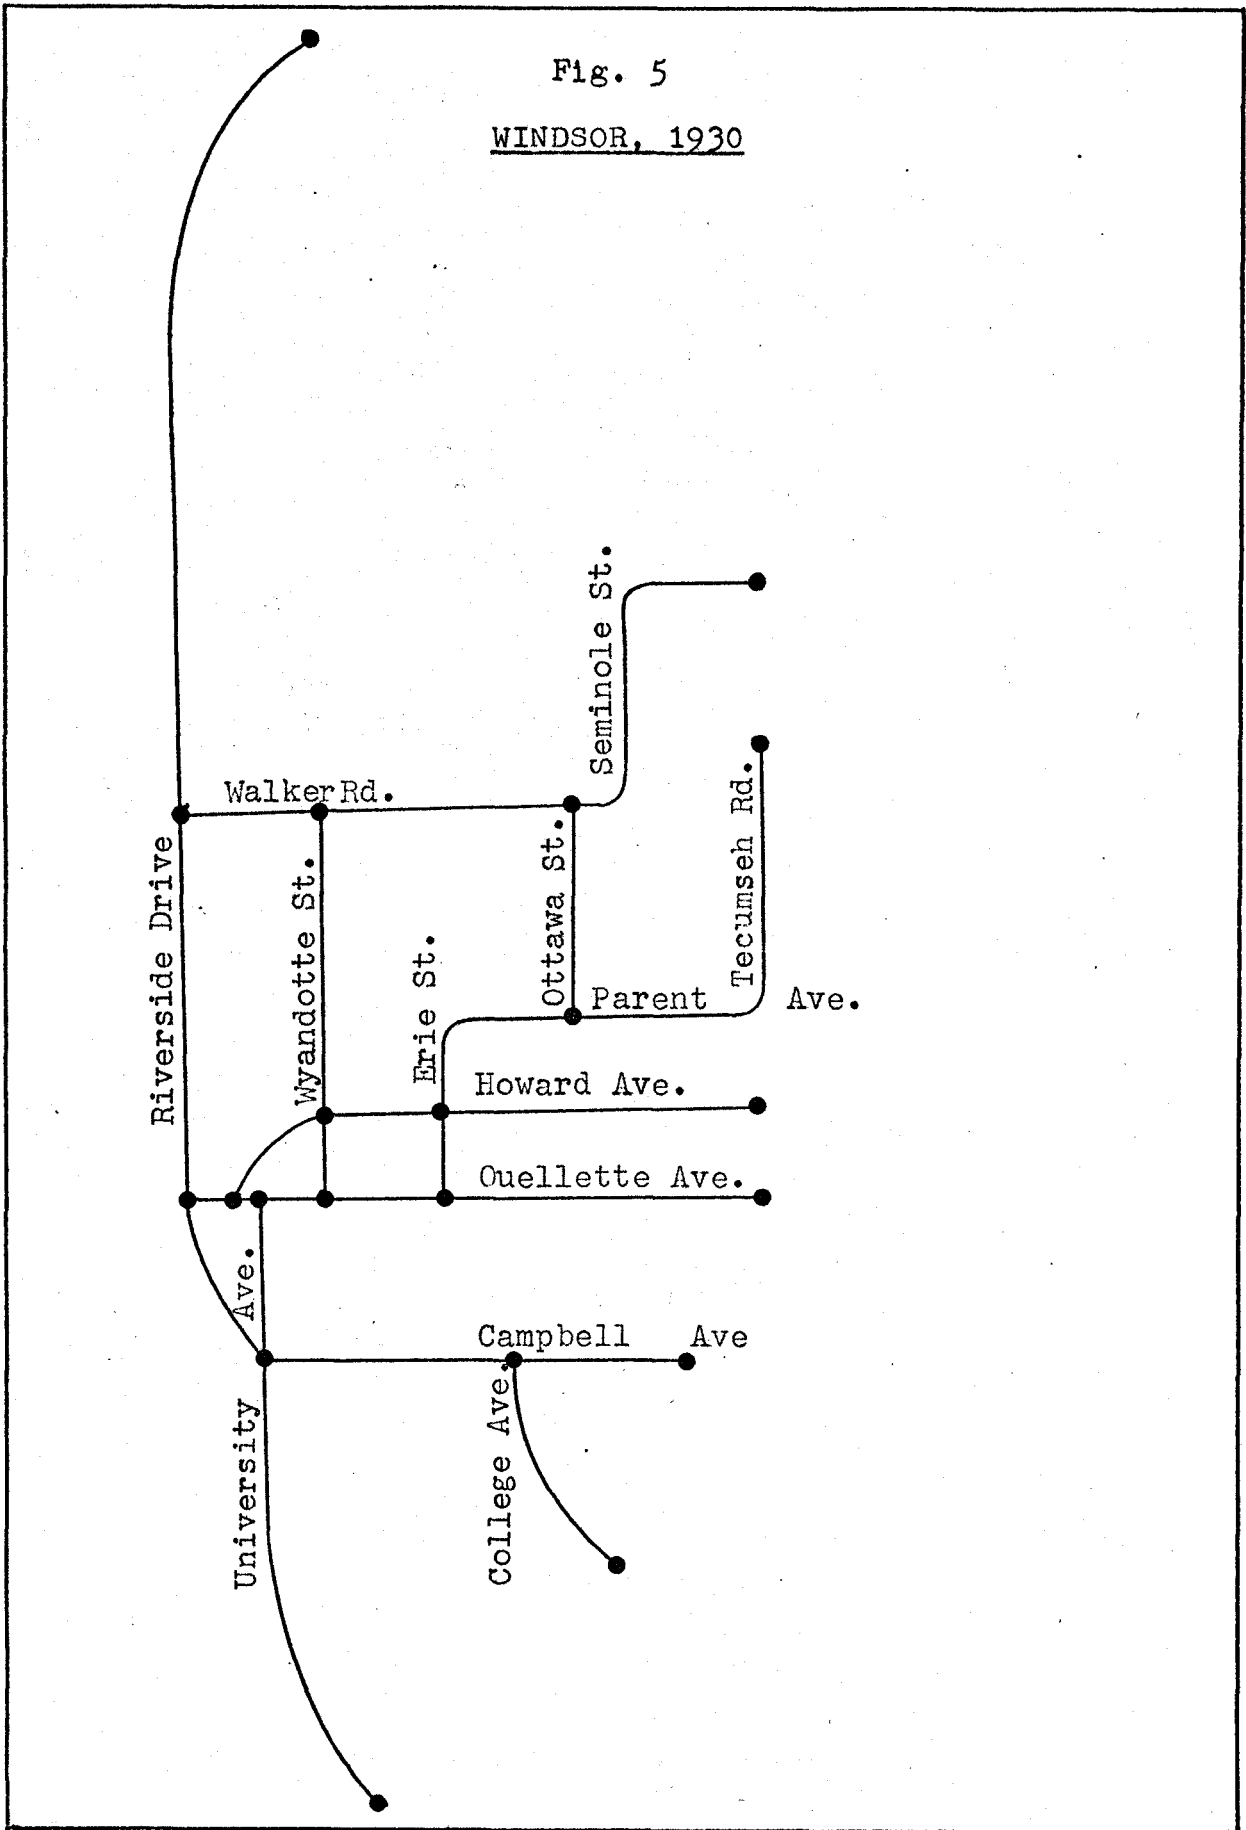 Fig. 5
WINDSOR, 1930
Seminole St.
Walker Rd.
Tecumseh Rd.
Riverside Drive
Wyandotte St.
Ottawa St.
Erie St.
Parent Ave.
Howard Ave.
Ouellette Ave.
University Ave.
Campbell Ave
College Ave.